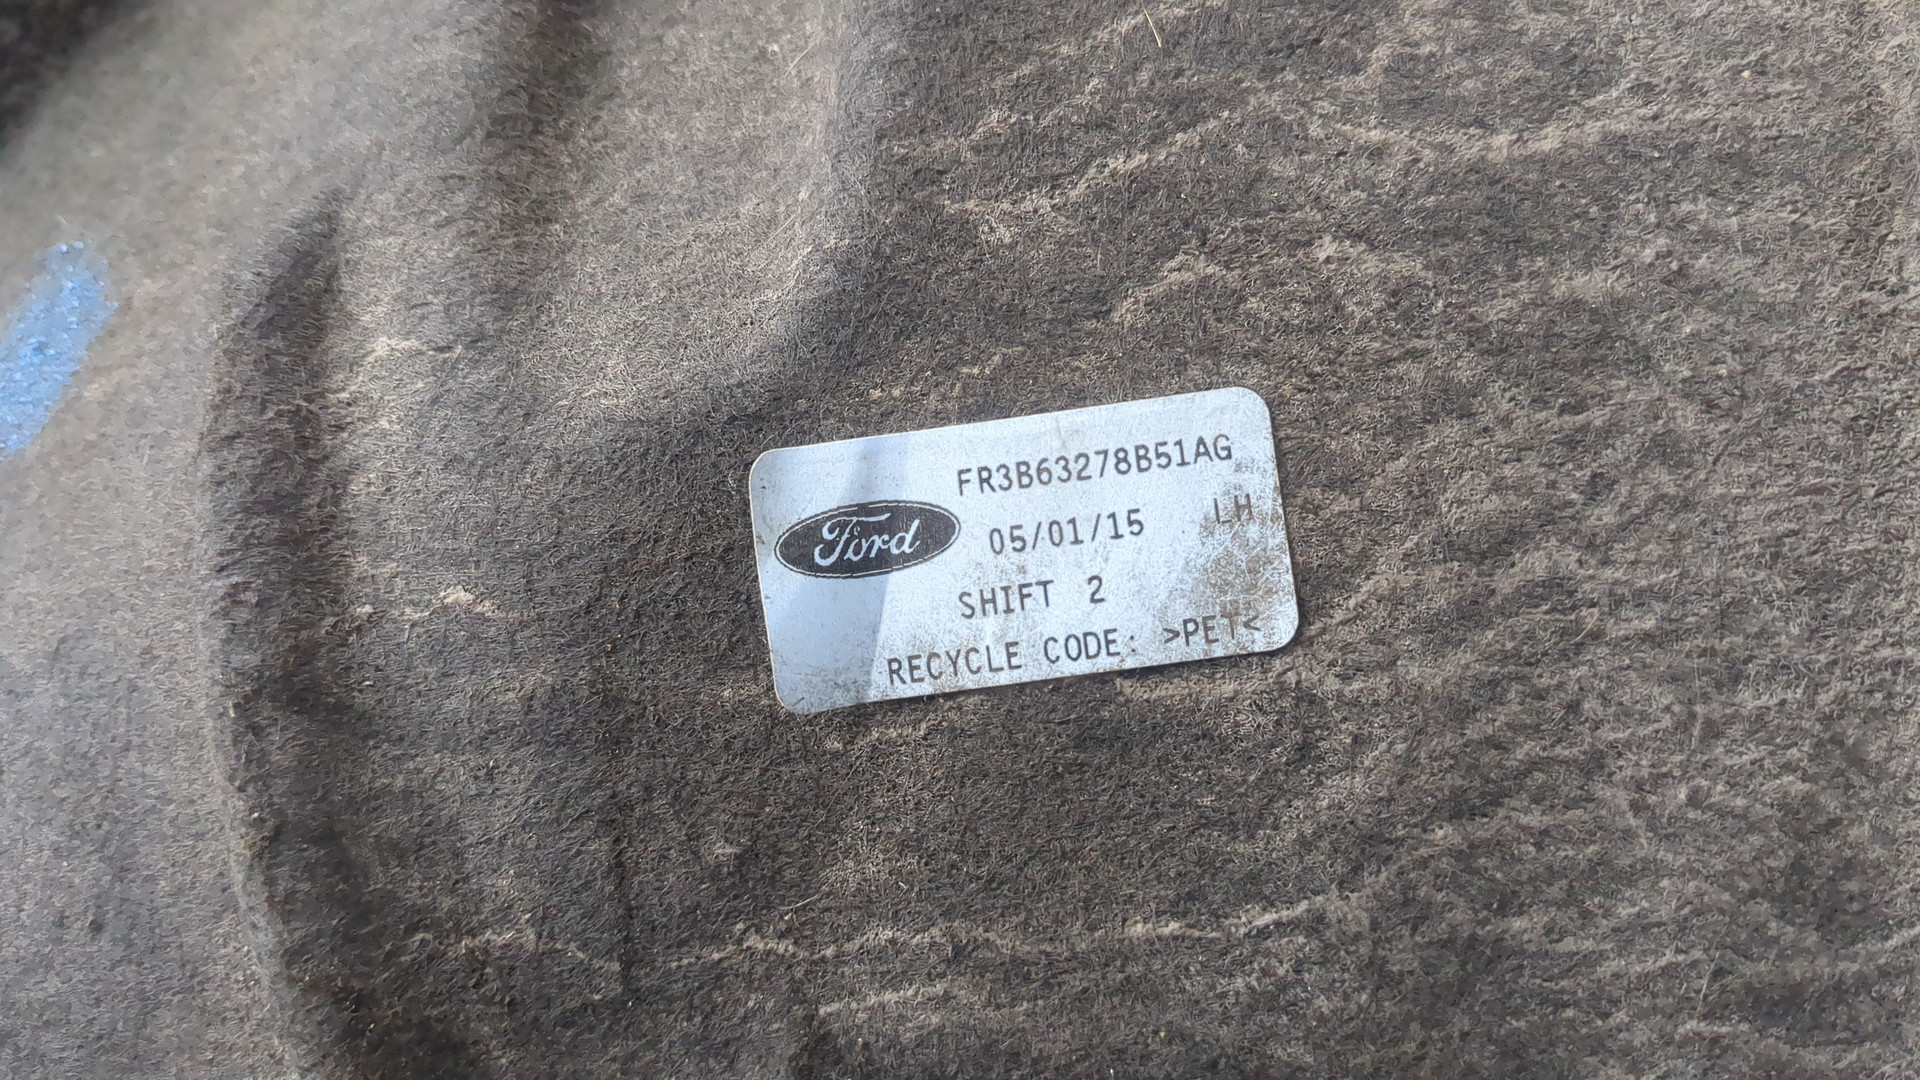 FR3B63278B51AG
Ford
05/01/15 LH
SHIFT 2
RECYCLE CODE: >PET<